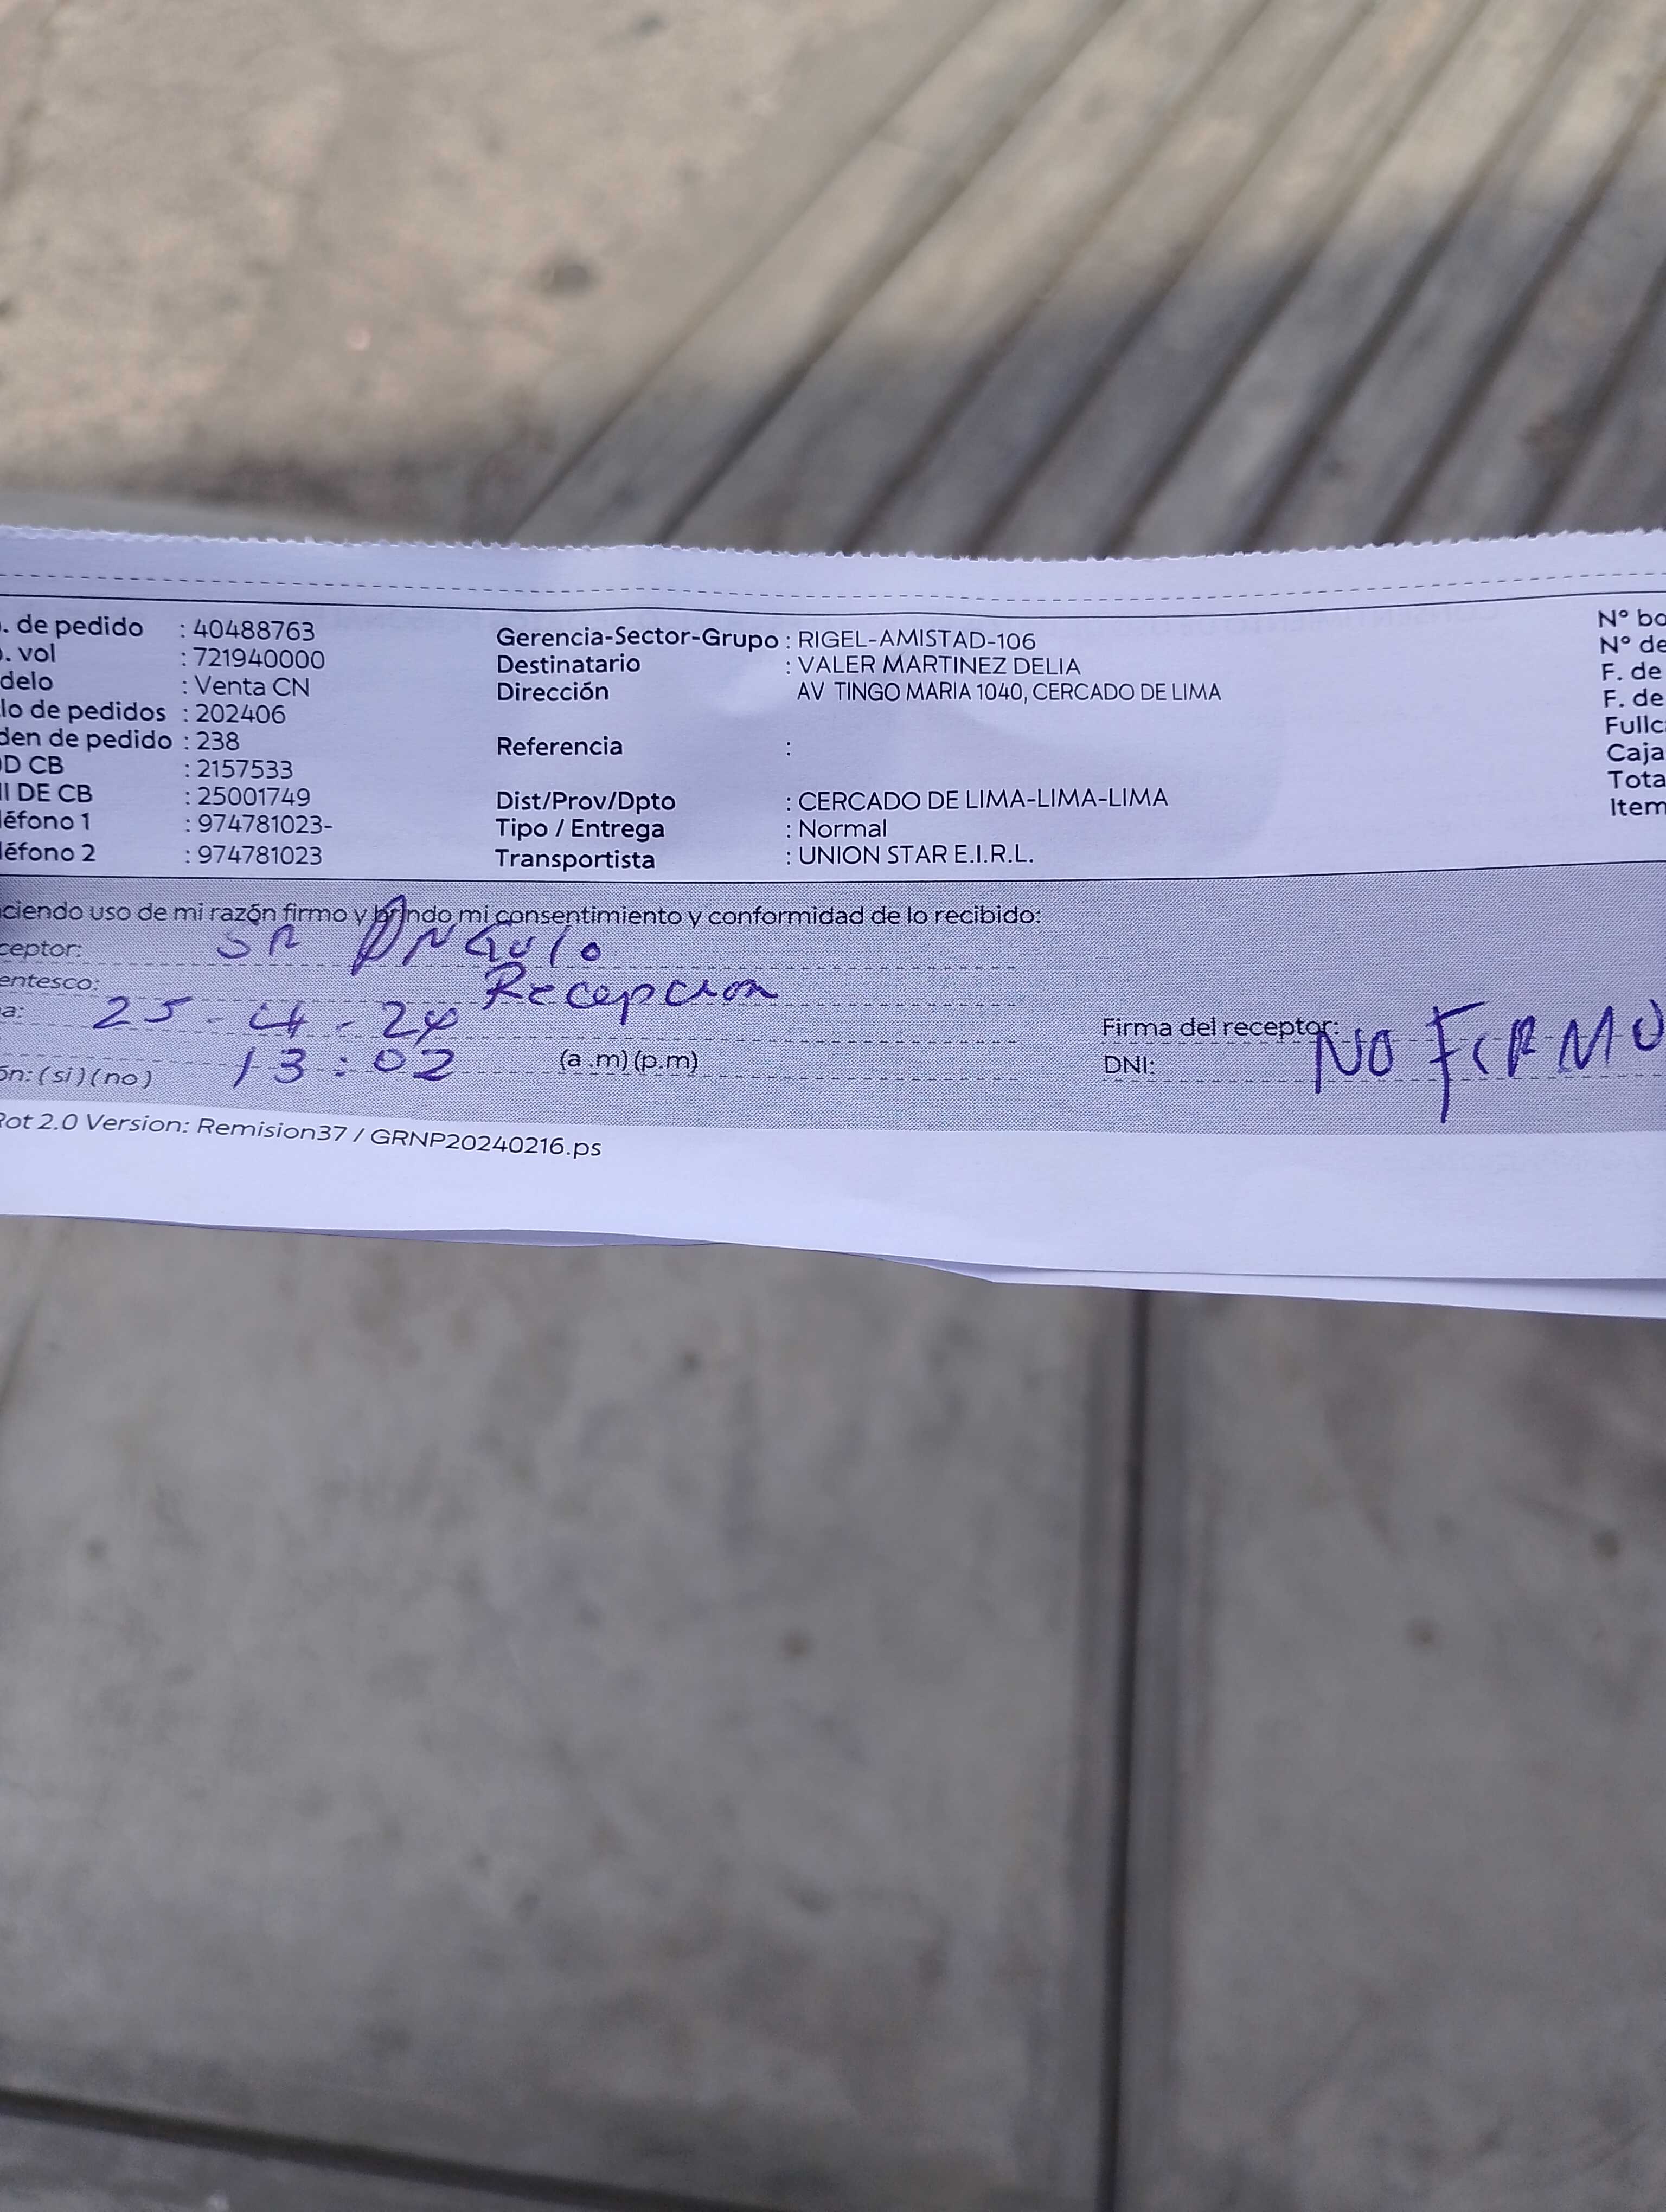 . de pedido : 40488763
. vol : 721940000
delo : Venta CN
lo de pedidos : 202406
den de pedido : 238
D CB : 2157533
I DE CB : 25001749
léfono 1 : 974781023-
léfono 2 : 974781023
Gerencia-Sector-Grupo : RIGEL-AMISTAD-106
Destinatario : VALER MARTINEZ DELIA
Dirección AV TINGO MARIA 1040, CERCADO DE LIMA
Referencia :
Dist/Prov/Dpto : CERCADO DE LIMA-LIMA-LIMA
Tipo / Entrega : Normal
Transportista : UNION STAR E.I.R.L.
N° bo
N° de
F. de
F. de
Fullc
Caja
Tota
Item
ciendo uso de mi razón firmo y brindo mi consentimiento y conformidad de lo recibido:
ceptor: SR ANGULO
entesco: Recepcion
a: 25-4-24
13:02 (a .m) (p.m)
ón: (si) (no)
Firma del receptor: NO FIRMO
DNI:
Rot 2.0 Version: Remision37 / GRNP20240216.ps